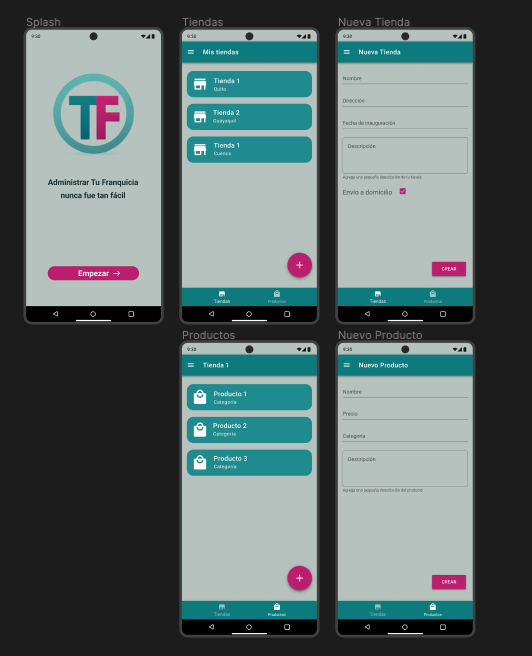 Splash
9:30
TF
Administrar Tu Franquicia
nunca fue tan fácil
Empezar →
Tiendas
9:30
Mis tiendas
Tienda 1
Quito
Tienda 2
Guayaquil
Tienda 1
Cuenca
+
Tiendas
Productos
Nueva Tienda
9:30
Nueva Tienda
Nombre
Dirección
Fecha de inauguración
Descripción
Agrega una pequeña descripción de tu tienda
Envío a domicilio
CREAR
Tiendas
Productos
Productos
9:30
Tienda 1
Producto 1
Categoría
Producto 2
Categoría
Producto 3
Categoría
+
Tiendas
Productos
Nuevo Producto
9:30
Nuevo Producto
Nombre
Precio
Categoría
Descripción
Agrega una pequeña descripción del producto
CREAR
Tiendas
Productos